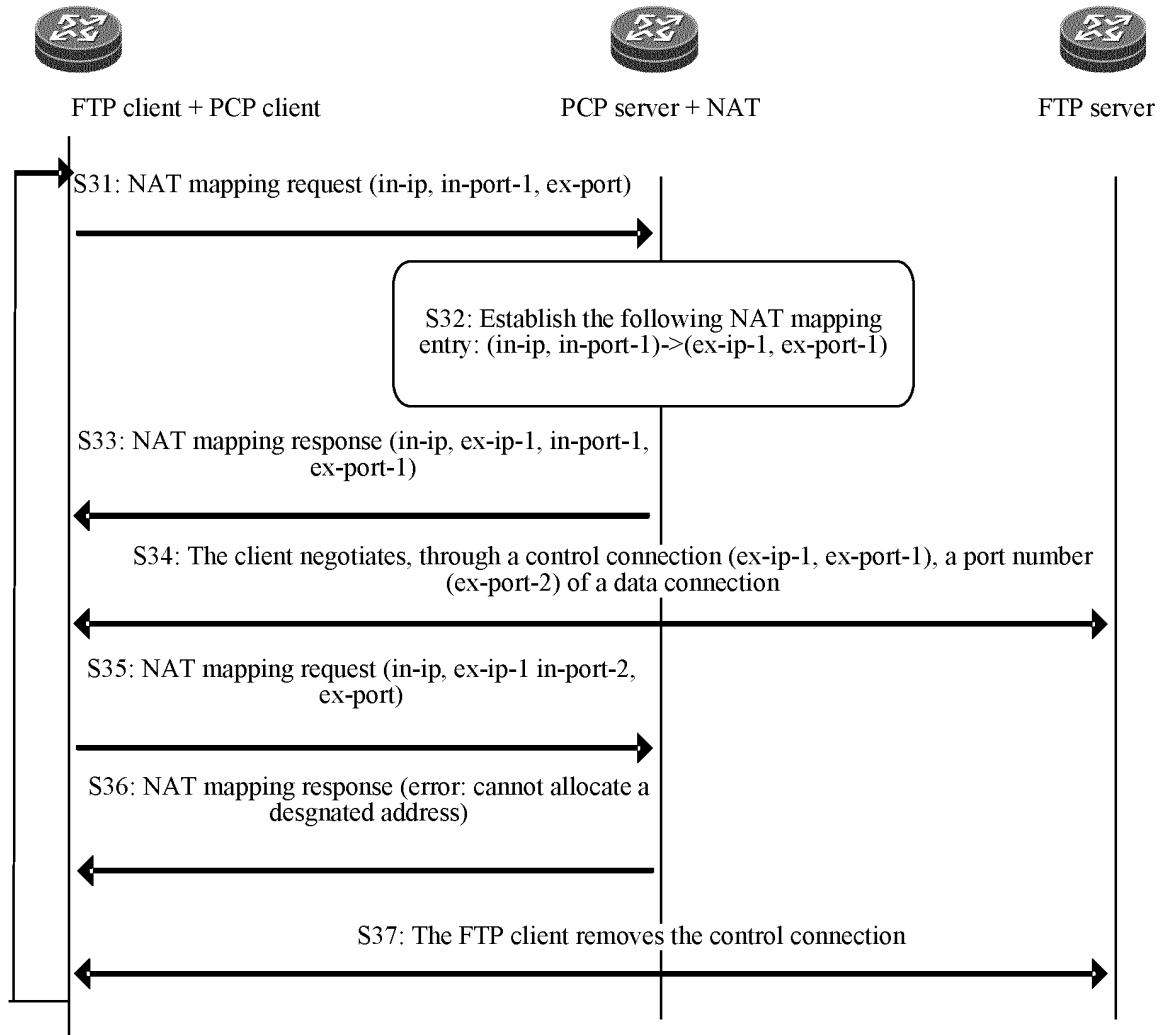 FTP client + PCP client
PCP server + NAT
FTP server
S31: NAT mapping request (in-ip, in-port-1, ex-port)
S32: Establish the following NAT mapping
entry: (in-ip, in-port-1)->(ex-ip-1, ex-port-1)
S33: NAT mapping response (in-ip, ex-ip-1, in-port-1,
ex-port-1)
S34: The client negotiates, through a control connection (ex-ip-1, ex-port-1), a port number
(ex-port-2) of a data connection
S35: NAT mapping request (in-ip, ex-ip-1 in-port-2,
ex-port)
S36: NAT mapping response (error: cannot allocate a
desgnated address)
S37: The FTP client removes the control connection